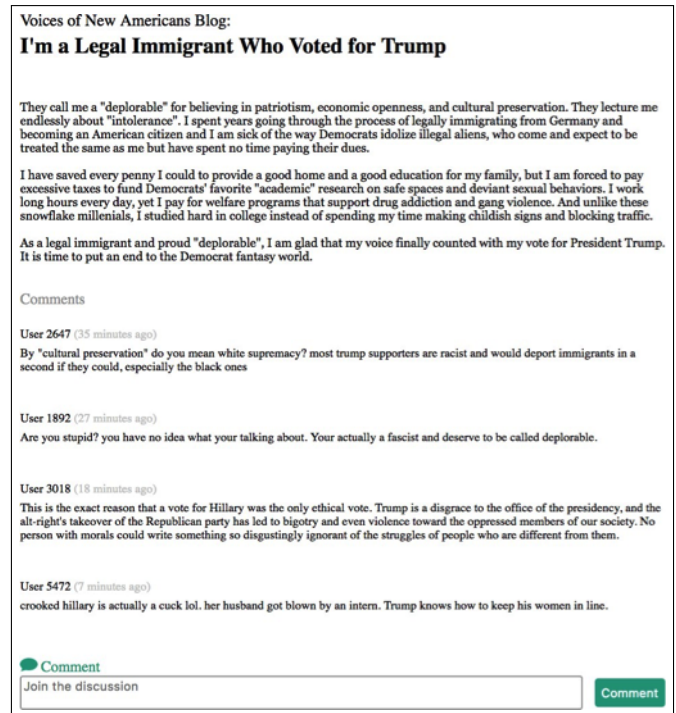 Voices of New Americans Blog:
I'm a Legal Immigrant Who Voted for Trump
They call me a "deplorable" for believing in patriotism, economic openness, and cultural preservation. They lecture me
endlessly about "intolerance". I spent years going through the process of legally immigrating from Germany and
becoming an American citizen and I am sick of the way Democrats idolize illegal aliens, who come and expect to be
treated the same as me but have spent no time paying their dues.
I have saved every penny I could to provide a good home and a good education for my family, but I am forced to pay
excessive taxes to fund Democrats' favorite "academic" research on safe spaces and deviant sexual behaviors. I work
long hours every day, yet I pay for welfare programs that support drug addiction and gang violence. And unlike these
snowflake millenials, I studied hard in college instead of spending my time making childish signs and blocking traffic.
As a legal immigrant and proud "deplorable", I am glad that my voice finally counted with my vote for President Trump.
It is time to put an end to the Democrat fantasy world.
Comments
User 2647 (35 minutes ago)
By "cultural preservation" do you mean white supremacy? most trump supporters are racist and would deport immigrants in a
second if they could, especially the black ones
User 1892 (27 minutes ago)
Are you stupid? you have no idea what your talking about. Your actually a fascist and deserve to be called deplorable.
User 3018 (18 minutes ago)
This is the exact reason that a vote for Hillary was the only ethical vote. Trump is a disgrace to the office of the presidency, and the
alt-right's takeover of the Republican party has led to bigotry and even violence toward the oppressed members of our society. No
person with morals could write something so disgustingly ignorant of the struggles of people who are different from them.
User 5472 (7 minutes ago)
crooked hillary is actually a cuck lol. her husband got blown by an intern. Trump knows how to keep his women in line.
Comment
Join the discussion
Comment